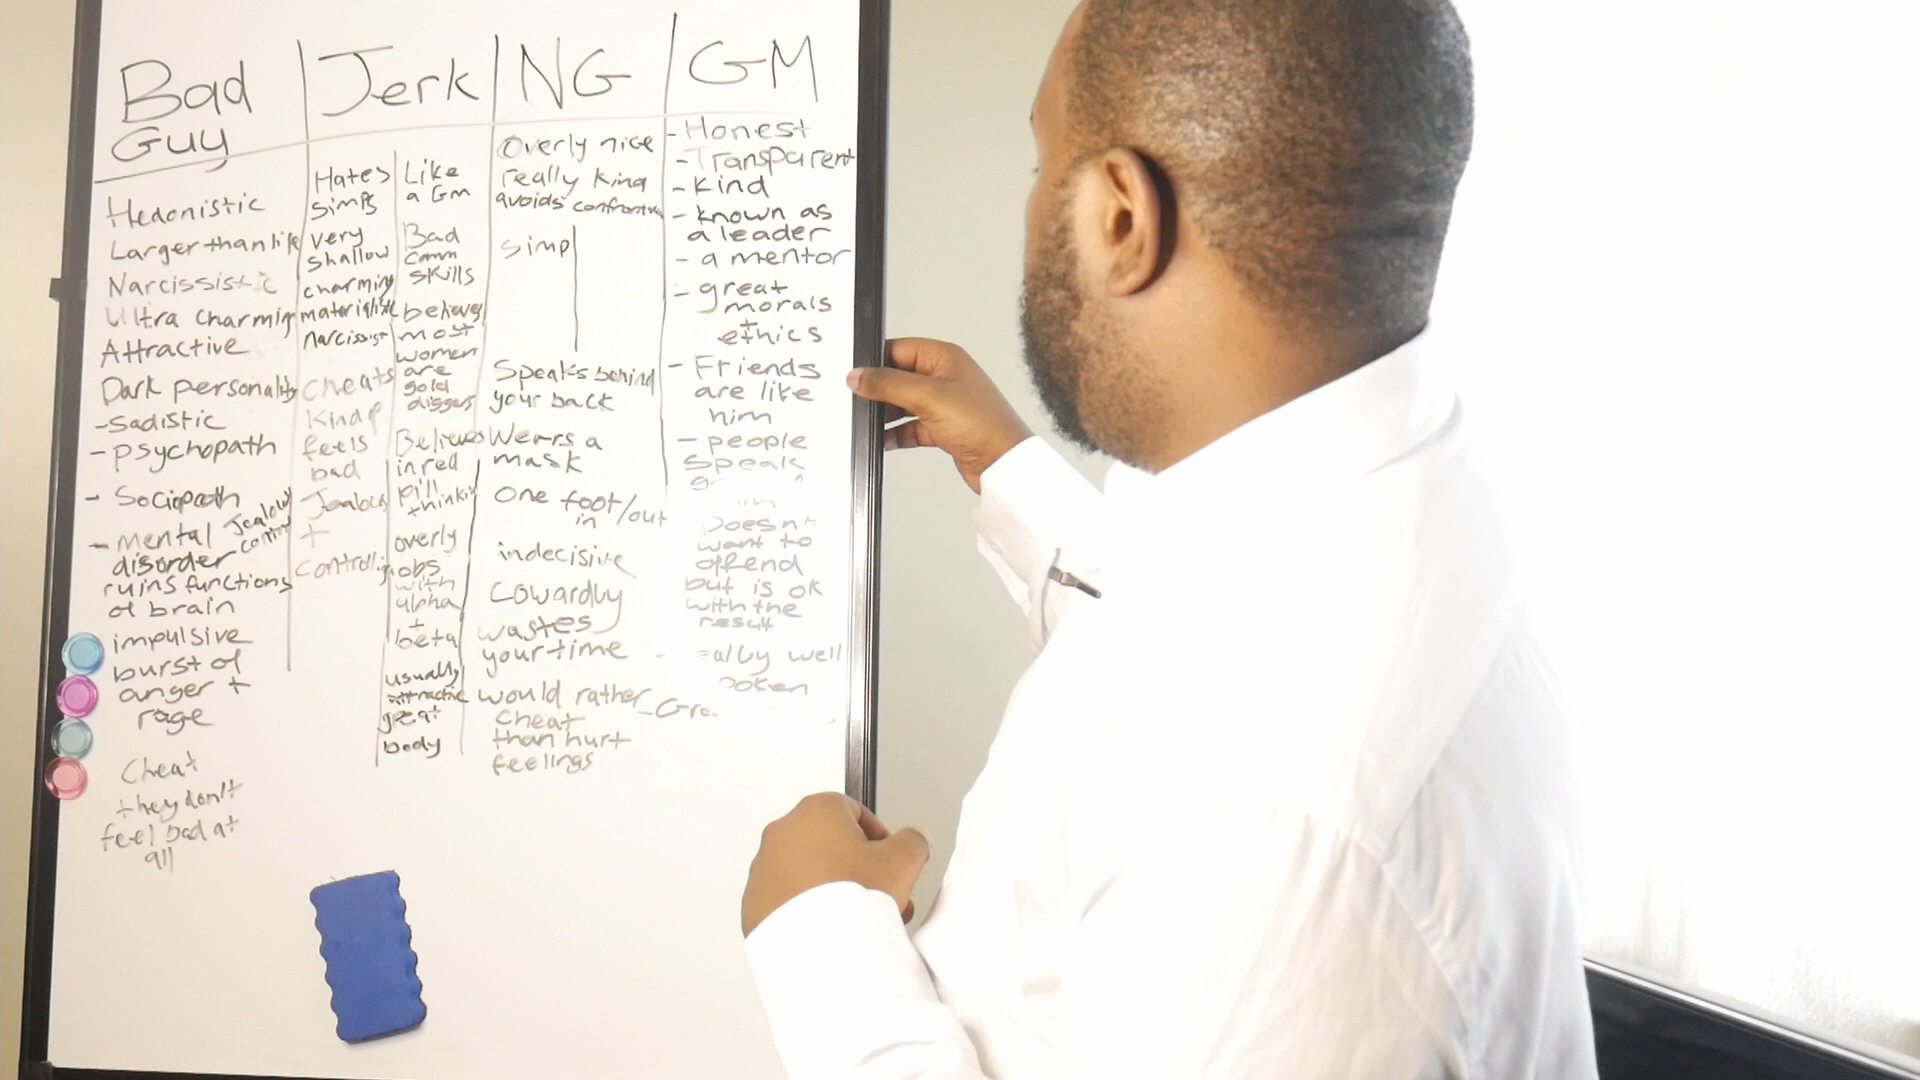 Bad
Guy
Hedonistic
Larger than life
Narcissistic
Ultra charming
Attractive
Dark personality
-Sadistic
-psychopath
- Sociopath
- mental
disorder
Jealous
control
ruins functions
of brain
impulsive
burst of
anger +
rage
Cheat
they don't
feel bad at
all
Jerk
Hates
simps
very
shallow
charming
materialistic
narcissist
cheats
kind of
feels
bad
Jealous
+
controlling
Like
a GM
Bad
comm
skills
believes
most
women
are
gold
diggers
Believes
in red
pill
thinking
overly
obs
with
alpha
+
beta
usually
attractive
great
body
NG
Overly nice
really kind
avoids
simp
Speaks behind
your back
Wears a
mask
One foot/out
in
indecisive
Cowardly
wastes
your time
would rather
cheat
than hurt
feelings
GM
- Honest
- Transparent
- Kind
- known as
a leader
- a mentor
- great
morals
+
ethics
- Friends
are like
him
- people
speak
Doesn't
want to
offend
but is ok
with the
result
well